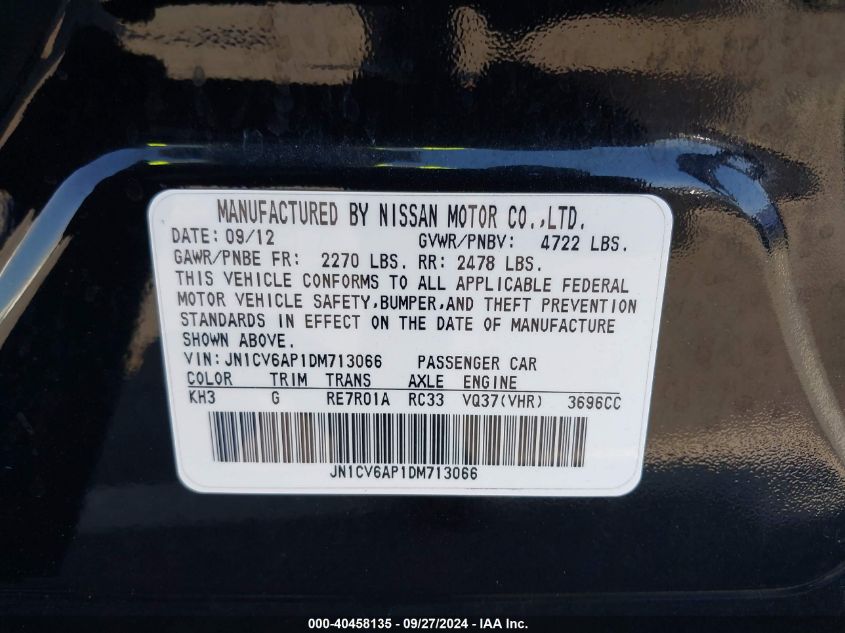 MANUFACTURED BY NISSAN MOTOR CO.,LTD.
DATE: 09/12 GVWR/PNBV: 4722 LBS.
GAWR/PNBE FR: 2270 LBS. RR: 2478 LBS.
THIS VEHICLE CONFORMS TO ALL APPLICABLE FEDERAL
MOTOR VEHICLE SAFETY,BUMPER,AND THEFT PREVENTION
STANDARDS IN EFFECT ON THE DATE OF MANUFACTURE
SHOWN ABOVE.
VIN: JN1CV6AP1DM713066 PASSENGER CAR
COLOR TRIM TRANS AXLE ENGINE
KH3 G RE7R01A RC33 VQ37(VHR) 3696CC
JN1CV6AP1DM713066
000-40458135 - 09/27/2024 - IAA Inc.